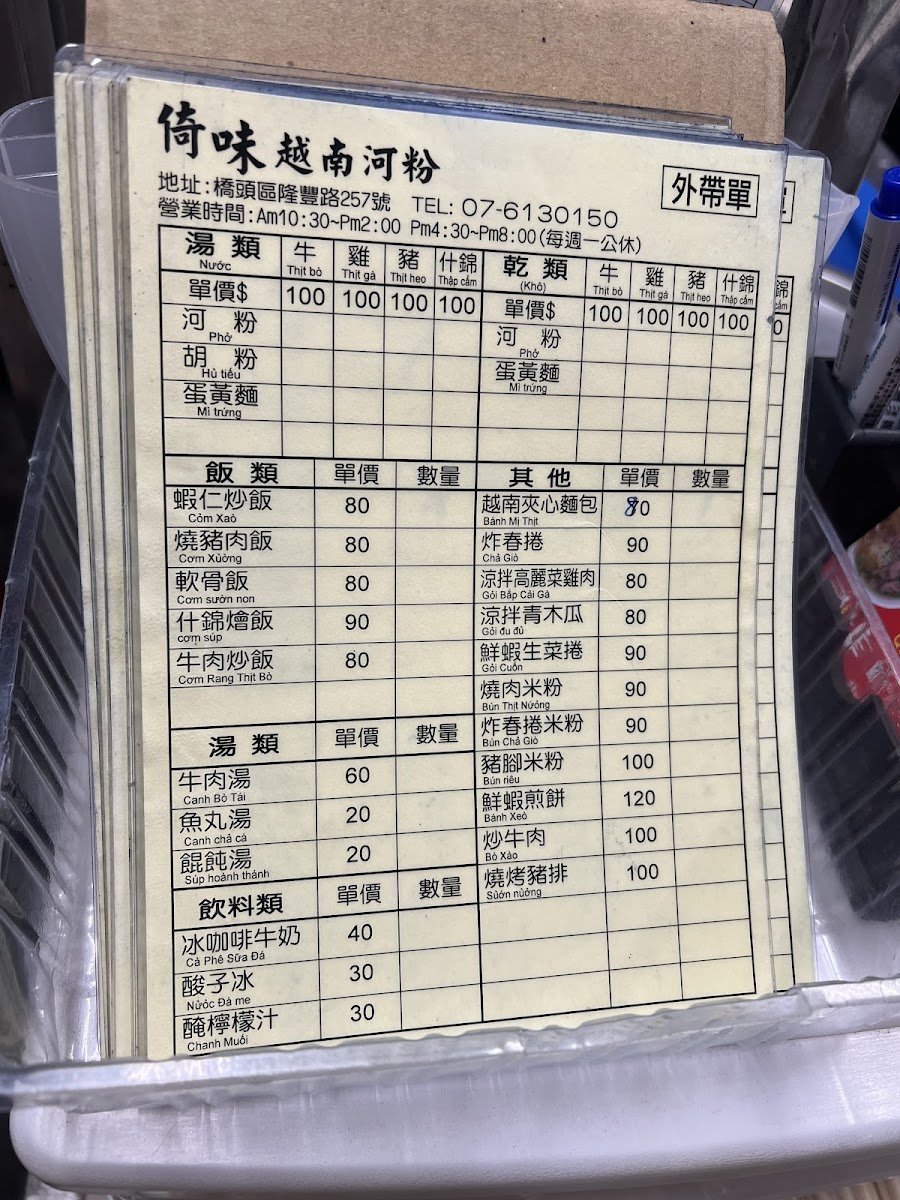 倚味越南河粉
外帶單
地址:橋頭區隆豐路257號 TEL: 07-6130150
營業時間:Am10:30~Pm2:00 Pm4:30~Pm8:00(每週一公休)
湯類 牛 雞 豬 什錦
Nước Thịt bò Thịt gà Thịt heo Thập cẩm
單價$ 100 100 100 100
河粉
Phở
胡粉
Hủ tiếu
蛋黃麵
Mì trứng
乾類 牛 雞 豬 什錦
(Khô) Thịt bò Thịt gà Thịt heo Thập cẩm
單價$ 100 100 100 100
河粉
Phở
蛋黃麵
Mì trứng
飯類 單價 數量
蝦仁炒飯 80
Cỏm Xaò
燒豬肉飯 80
Cơm Xừờng
軟骨飯 80
Cơm sườn non
什錦燴飯 90
cơm súp
牛肉炒飯 80
Cơm Rang Thịt Bò
湯類 單價 數量
牛肉湯 60
Canh Bò Tái
魚丸湯 20
Canh chả cá
餛飩湯 20
Súp hoảnh thánh
飲料類 單價 數量
冰咖啡牛奶 40
Cà Phê Sữa Đá
酸子冰 30
Nừớc Đá me
醃檸檬汁 30
Chanh Muối
其他 單價 數量
越南夾心麵包 80
Bánh Mì Thịt
炸春捲 90
Chả Giò
涼拌高麗菜雞肉 80
Gỏi Bắp Cải Gà
涼拌青木瓜 80
Gỏi đu đủ
鮮蝦生菜捲 90
Gỏi Cuốn
燒肉米粉 90
Bún Thịt Nừớng
炸春捲米粉 90
Bún Chả Giò
豬腳米粉 100
Bún riêu
鮮蝦煎餅 120
Bánh Xeò
炒牛肉 100
Bò Xào
燒烤豬排 100
Sừờn nừớng